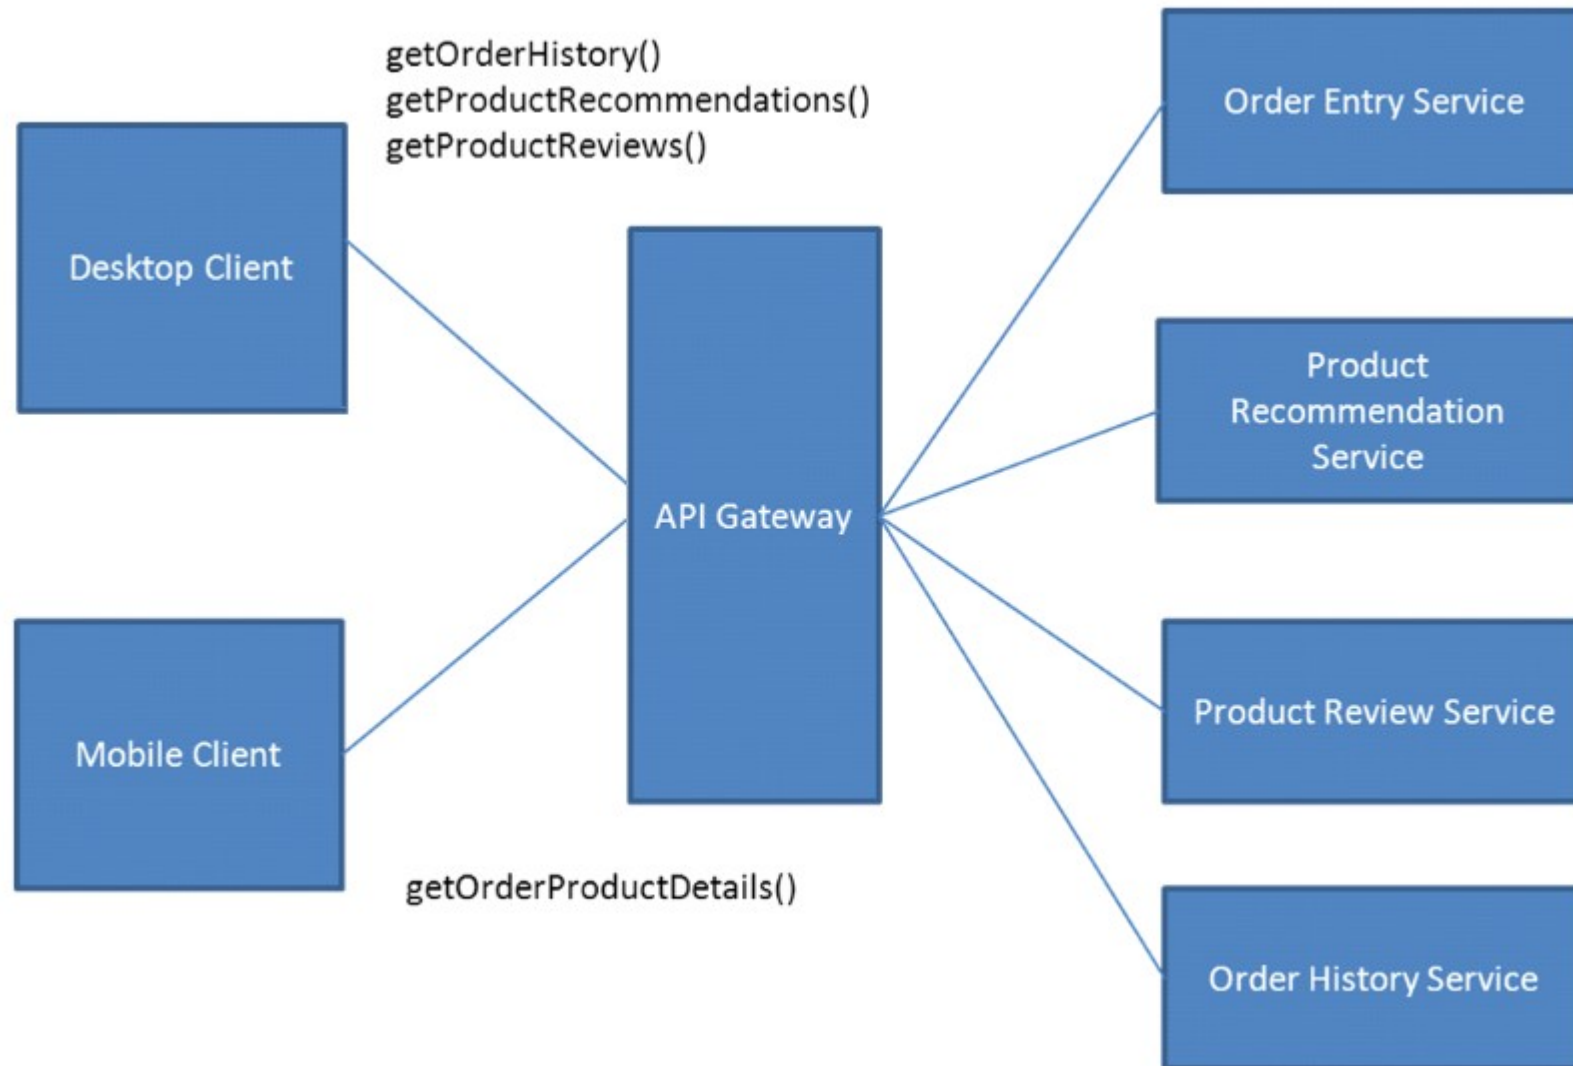 getOrderHistory()
getProductRecommendations()
getProductReviews()
Desktop Client
Mobile Client
getOrderProductDetails()
API Gateway
Order Entry Service
Product
Recommendation
Service
Product Review Service
Order History Service